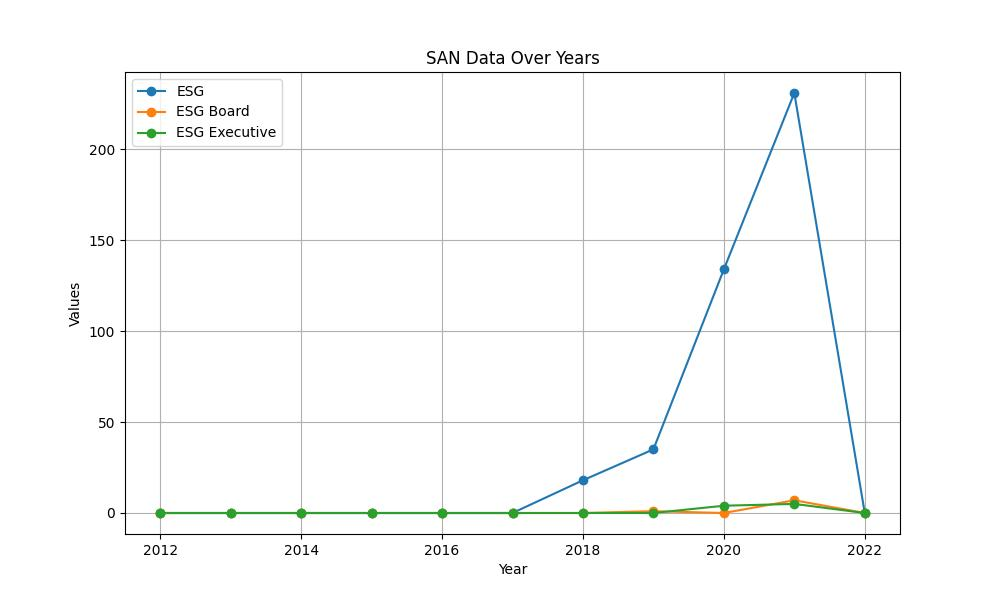 SAN Data Over Years
ESG
ESG Board
ESG Executive
Values
200
150
100
50
0
2012 2014 2016 2018 2020 2022
Year